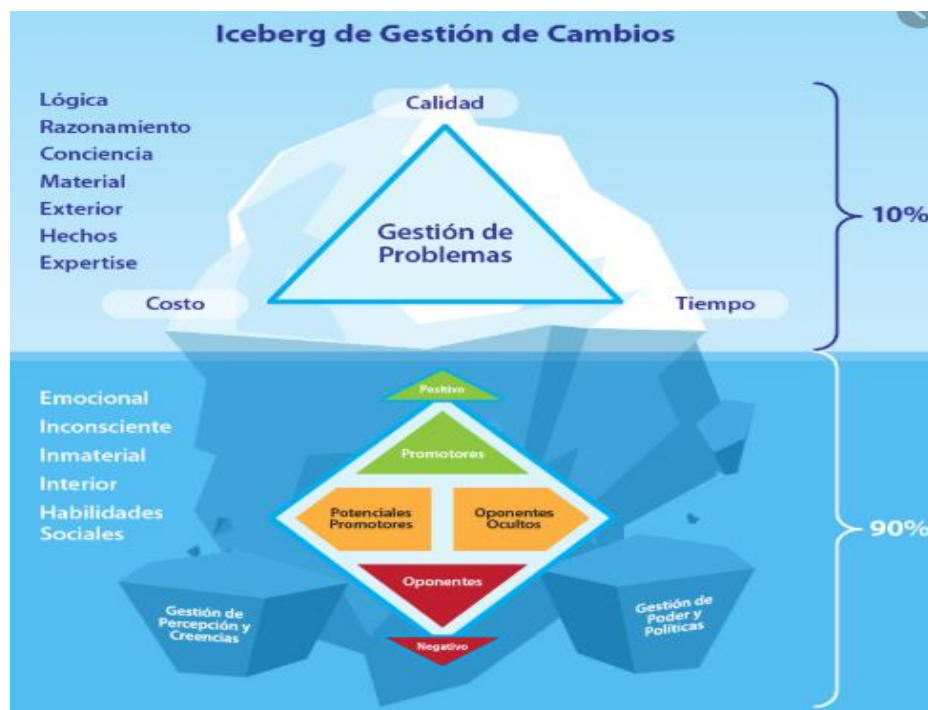 Iceberg de Gestión de Cambios
Lógica
Razonamiento
Conciencia
Material
Exterior
Hechos
Expertise
Calidad
Gestión de
Problemas
Costo
Tiempo
10%
Emocional
Inconsciente
Inmaterial
Interior
Habilidades
Sociales
Positivo
Promotores
Potenciales
Promotores
Oponentes
Ocultos
Oponentes
Negativo
Gestión de
Percepción y
Creencias
Gestión de
Poder y
Políticas
90%